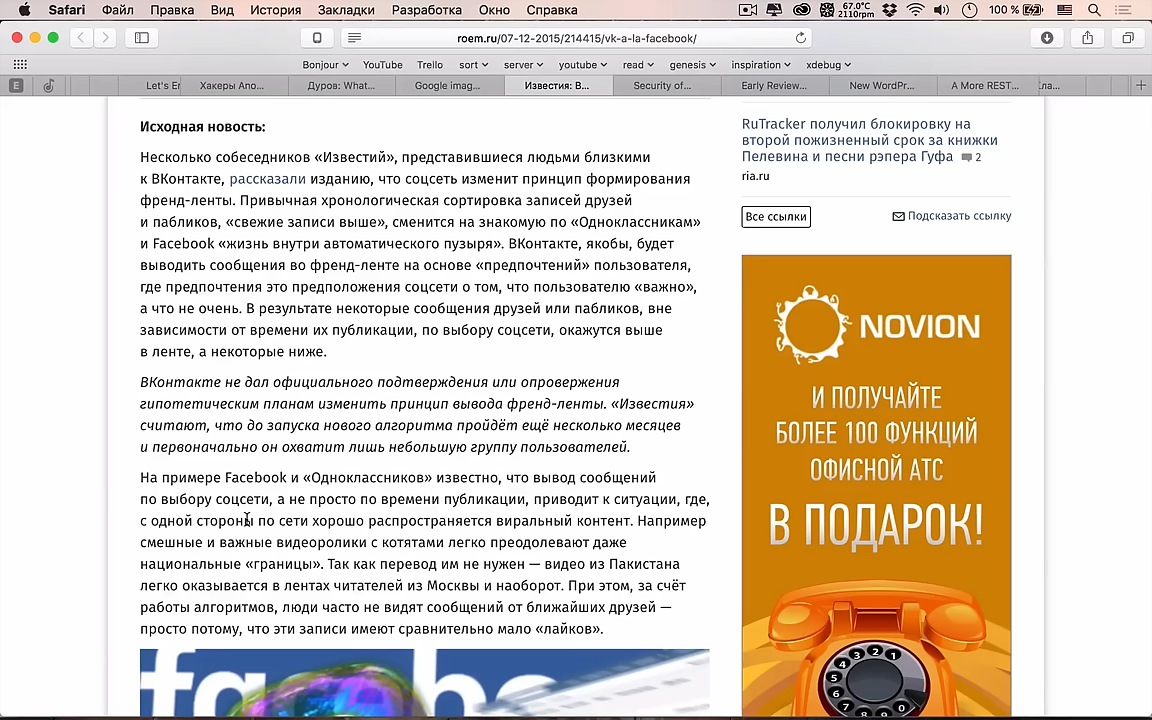 Safari Файл Правка Вид История Закладки Разработка Окно Справка 67.0°C 2110rpm 100 %
roem.ru/07-12-2015/214415/vk-a-la-facebook/
Bonjour YouTube Trello sort server youtube read genesis inspiration xdebug
E Let's Er Хакеры Апо... Дуров: What... Google imag... Известия: В... Security of... Early Review... New WordPr... A More REST...
Исходная новость:
Несколько собеседников «Известий», представившиеся людьми близкими
к ВКонтакте, рассказали изданию, что соцсеть изменит принцип формирования
френд-ленты. Привычная хронологическая сортировка записей друзей
и пабликов, «свежие записи выше», сменится на знакомую по «Одноклассникам»
и Facebook «жизнь внутри автоматического пузыря». ВКонтакте, якобы, будет
выводить сообщения во френд-ленте на основе «предпочтений» пользователя,
где предпочтения это предположения соцсети о том, что пользователю «важно»,
а что не очень. В результате некоторые сообщения друзей или пабликов, вне
зависимости от времени их публикации, по выбору соцсети, окажутся выше
в ленте, а некоторые ниже.
ВКонтакте не дал официального подтверждения или опровержения
гипотетическим планам изменить принцип вывода френд-ленты. «Известия»
считают, что до запуска нового алгоритма пройдёт ещё несколько месяцев
и первоначально он охватит лишь небольшую группу пользователей.
На примере Facebook и «Одноклассников» известно, что вывод сообщений
по выбору соцсети, а не просто по времени публикации, приводит к ситуации, где,
с одной стороны по сети хорошо распространяется виральный контент. Например
смешные и важные видеоролики с котятами легко преодолевают даже
национальные «границы». Так как перевод им не нужен — видео из Пакистана
легко оказывается в лентах читателей из Москвы и наоборот. При этом, за счёт
работы алгоритмов, люди часто не видят сообщений от ближайших друзей —
просто потому, что эти записи имеют сравнительно мало «лайков».
RuTracker получил блокировку на
второй пожизненный срок за книжки
Пелевина и песни рэпера Гуфа 2
ria.ru
Все ссылки Подсказать ссылку
NOVION
И ПОЛУЧАЙТЕ
БОЛЕЕ 100 ФУНКЦИЙ
ОФИСНОЙ АТС
В ПОДАРОК!
3 2 1
4
5
6
7 8 9 0